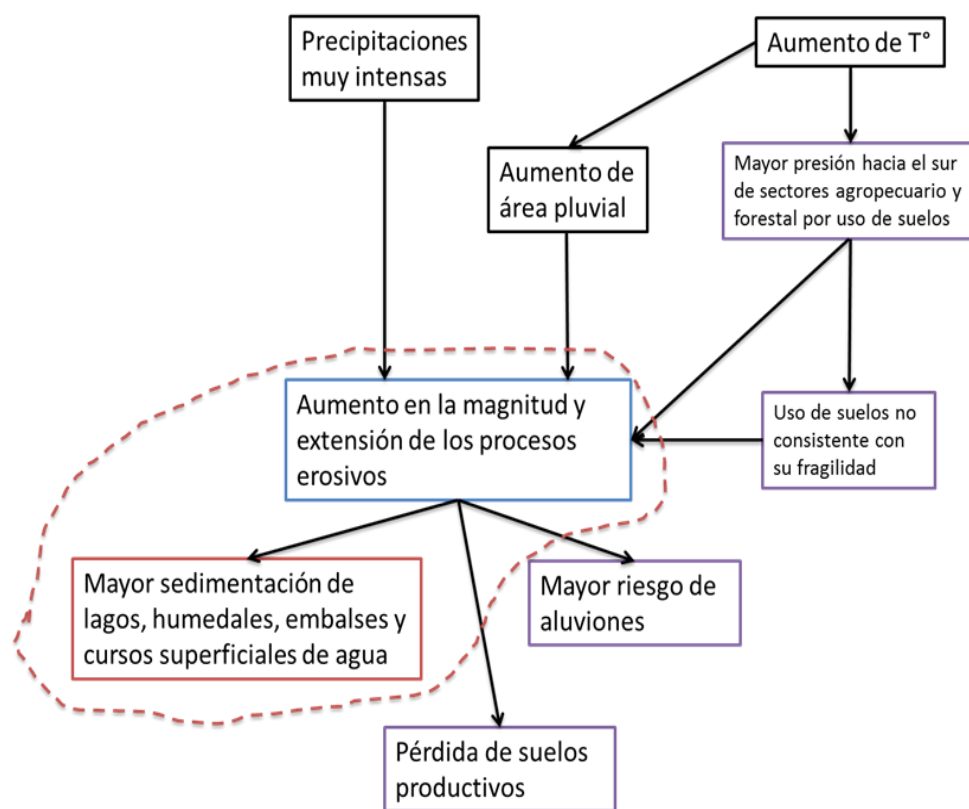 Precipitaciones
muy intensas
Aumento de T°
Aumento de
área pluvial
Mayor presión hacia el sur
de sectores agropecuario y
forestal por uso de suelos
Aumento en la magnitud y
extensión de los procesos
erosivos
Uso de suelos no
consistente con
su fragilidad
Mayor sedimentación de
lagos, humedales, embalses y
cursos superficiales de agua
Mayor riesgo de
aluviones
Pérdida de suelos
productivos